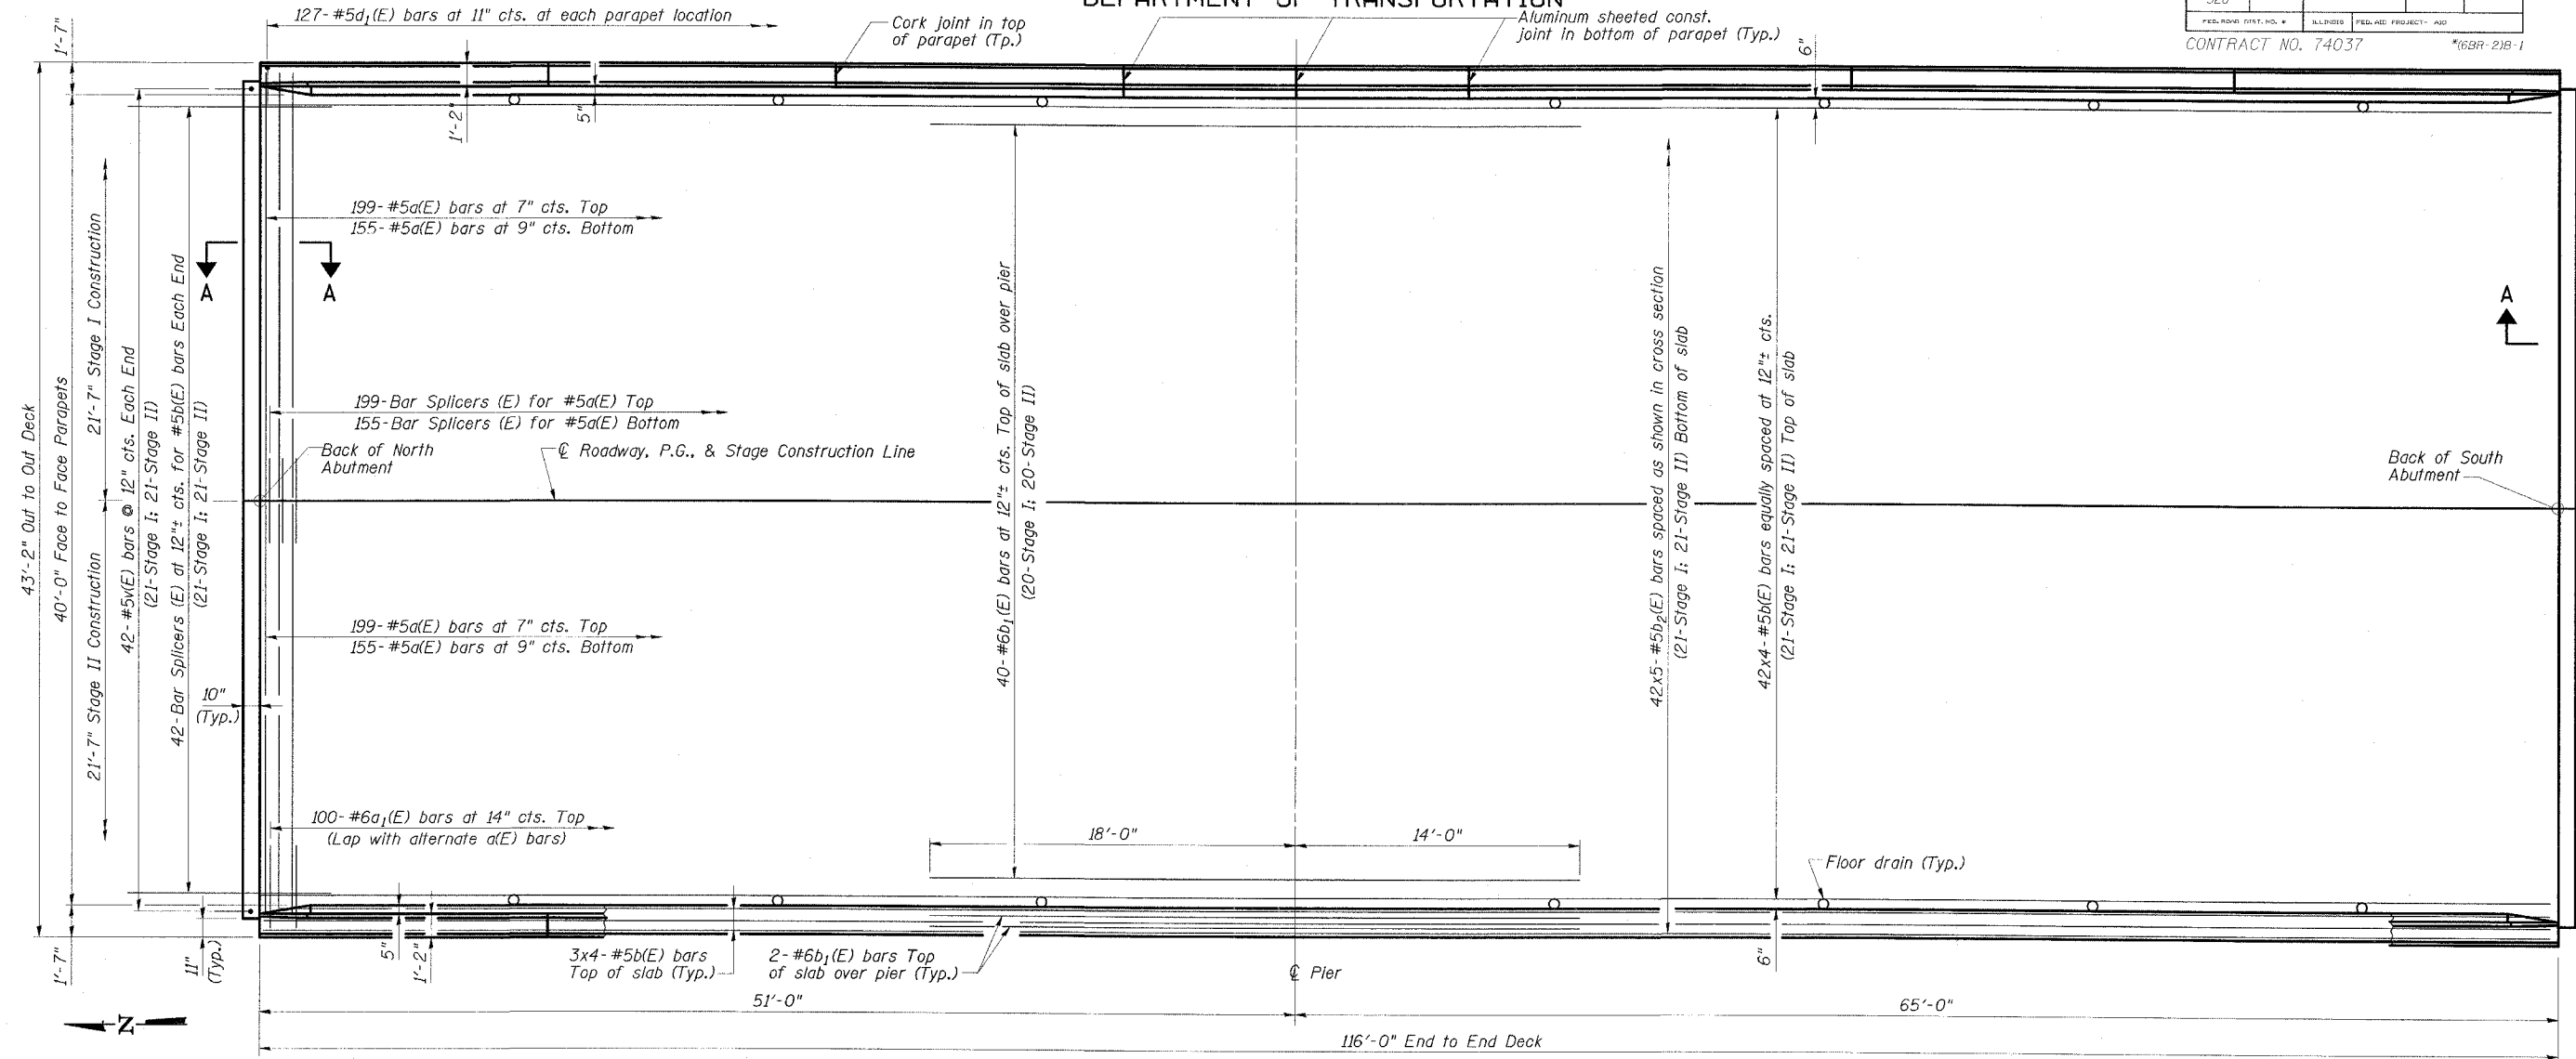 DEPARTMENT OF TRANSPORTATION
FED. ROAD DIST. NO. #
ILLINOIS
FED. AID PROJECT- AID
CONTRACT NO. 74037
*(6BR-2)B-1
127-#5d₁(E) bars at 11" cts. at each parapet location
Cork joint in top
of parapet (Tp.)
Aluminum sheeted const.
joint in bottom of parapet (Typ.)
6"
1'-7"
1'-2"
5"
199-#5a(E) bars at 7" cts. Top
155-#5a(E) bars at 9" cts. Bottom
A
A
A
43'-2" Out to Out Deck
40'-0" Face to Face Parapets
21'-7" Stage I Construction
21'-7" Stage II Construction
42-#5v(E) bars @ 12" cts. Each End
(21-Stage I; 21-Stage II)
42-Bar Splicers (E) at 12"± cts. for #5b(E) bars Each End
(21-Stage I; 21-Stage II)
199-Bar Splicers (E) for #5a(E) Top
155-Bar Splicers (E) for #5a(E) Bottom
Back of North
Abutment
℄ Roadway, P.G., & Stage Construction Line
40-#6b₁(E) bars at 12"± cts. Top of slab over pier
(20-Stage I; 20-Stage II)
42x5-#5b₂(E) bars spaced as shown in cross section
(21-Stage I; 21-Stage II) Bottom of slab
42x4-#5b(E) bars equally spaced at 12"± cts.
(21-Stage I; 21-Stage II) Top of slab
Back of South
Abutment
199-#5a(E) bars at 7" cts. Top
155-#5a(E) bars at 9" cts. Bottom
10"
(Typ.)
100-#6a₁(E) bars at 14" cts. Top
(Lap with alternate a(E) bars)
18'-0"
14'-0"
Floor drain (Typ.)
1'-7"
11"
(Typ.)
5"
1'-2"
3x4-#5b(E) bars
Top of slab (Typ.)
2-#6b₁(E) bars Top
of slab over pier (Typ.)
℄ Pier
6"
51'-0"
65'-0"
Z
116'-0" End to End Deck